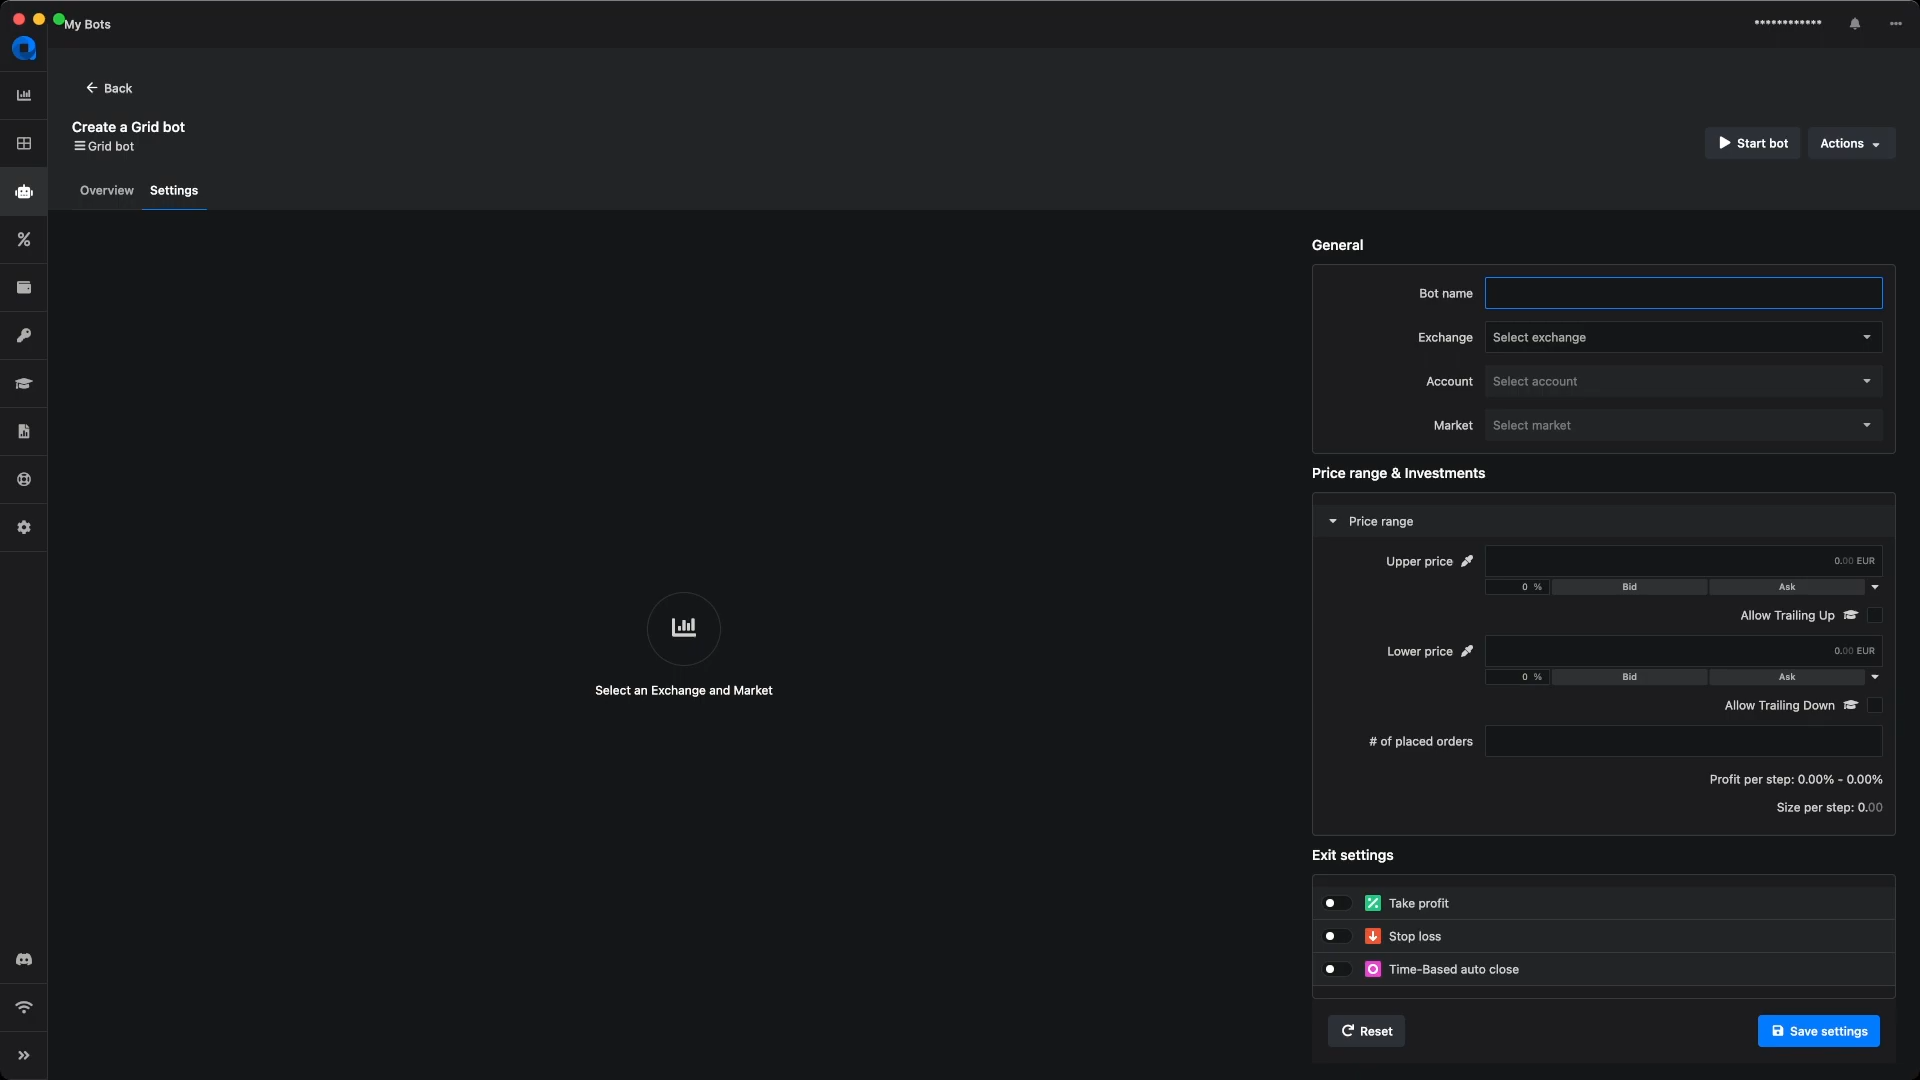 My Bots
************
Back
Create a Grid bot
Grid bot
Start bot
Actions
Overview
Settings
General
Bot name
Exchange
Select exchange
Account
Select account
Market
Select market
Price range & Investments
Price range
Upper price
0.00 EUR
0 %
Bid
Ask
Allow Trailing Up
Lower price
0.00 EUR
0 %
Bid
Ask
Allow Trailing Down
# of placed orders
Profit per step: 0.00% - 0.00%
Size per step: 0.00
Select an Exchange and Market
Exit settings
Take profit
Stop loss
Time-Based auto close
Reset
Save settings